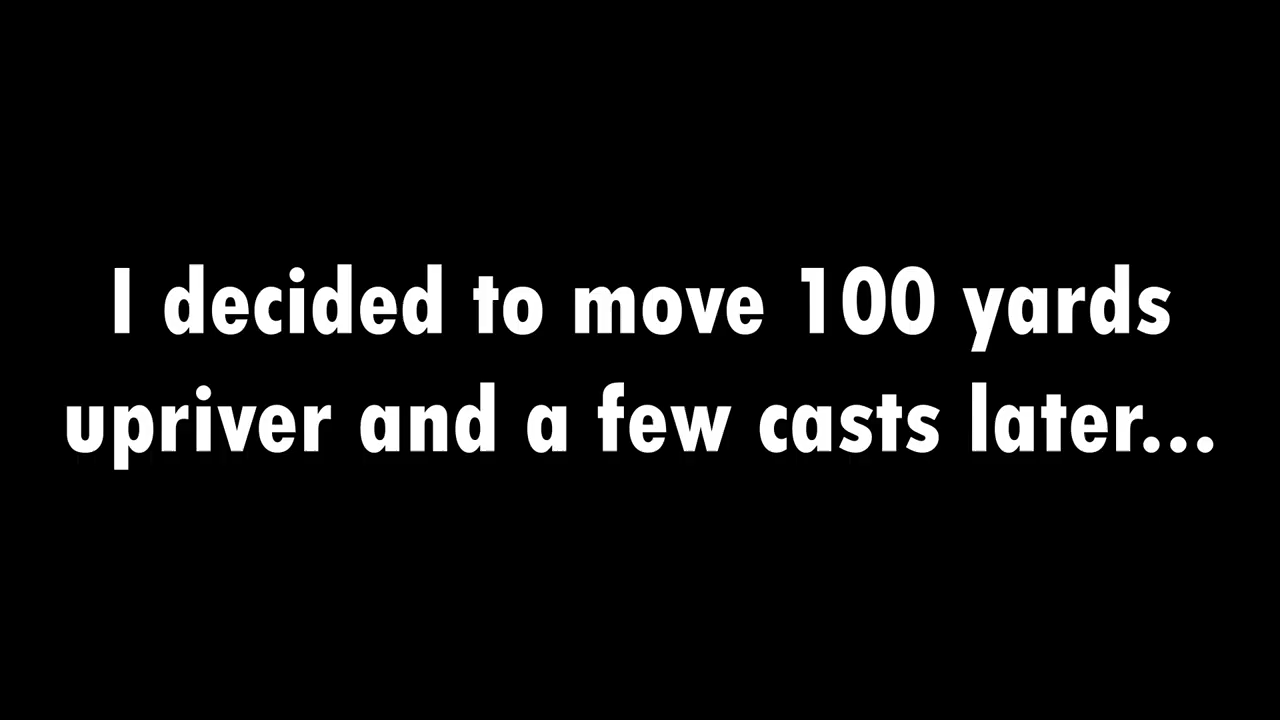 I decided to move 100 yards
upriver and a few casts later...